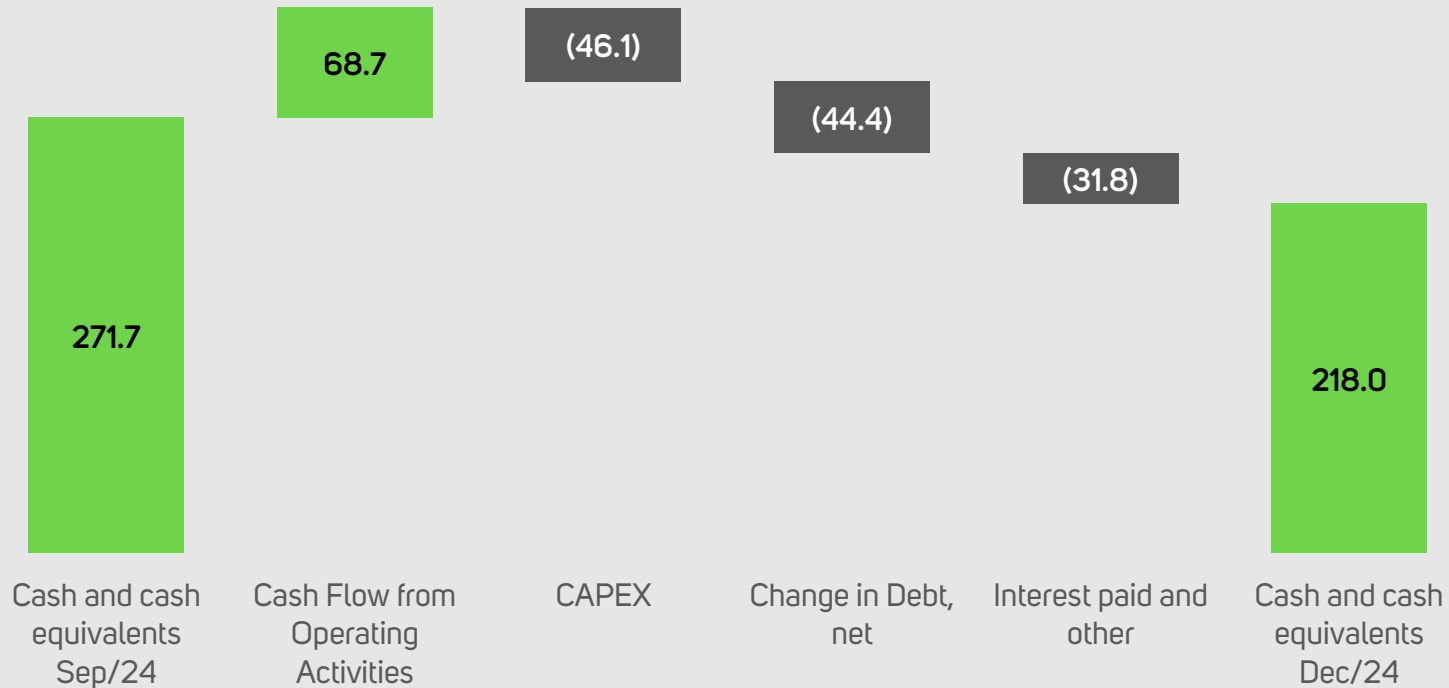 68.7
(46.1)
(44.4)
(31.8)
271.7
218.0
Cash and cash
equivalents
Sep/24
Cash Flow from
Operating
Activities
CAPEX
Change in Debt,
net
Interest paid and
other
Cash and cash
equivalents
Dec/24